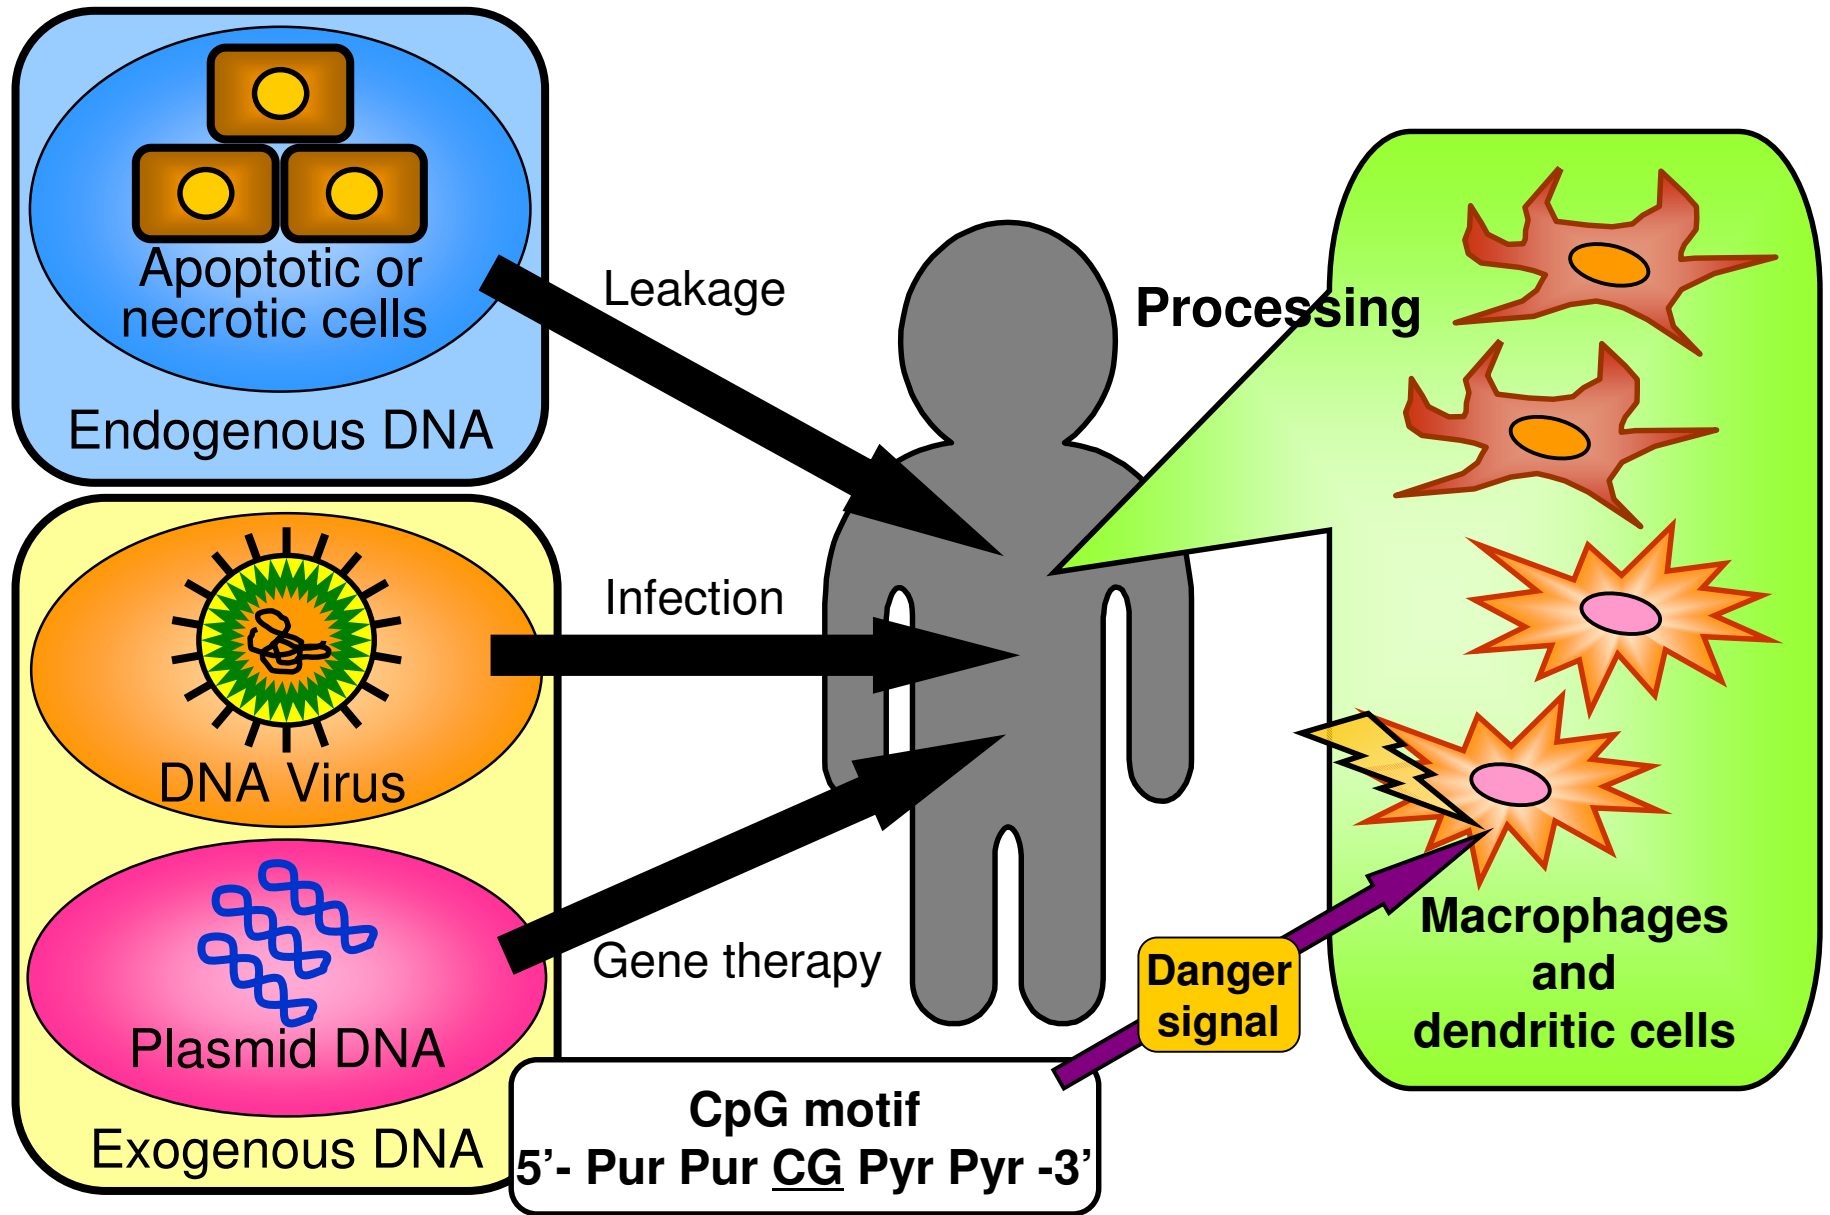 Apoptotic or
necrotic cells
Endogenous DNA
DNA Virus
Plasmid DNA
Exogenous DNA
Leakage
Infection
Gene therapy
Processing
Macrophages
and
dendritic cells
Danger
signal
CpG motif
5’- Pur Pur CG Pyr Pyr -3’